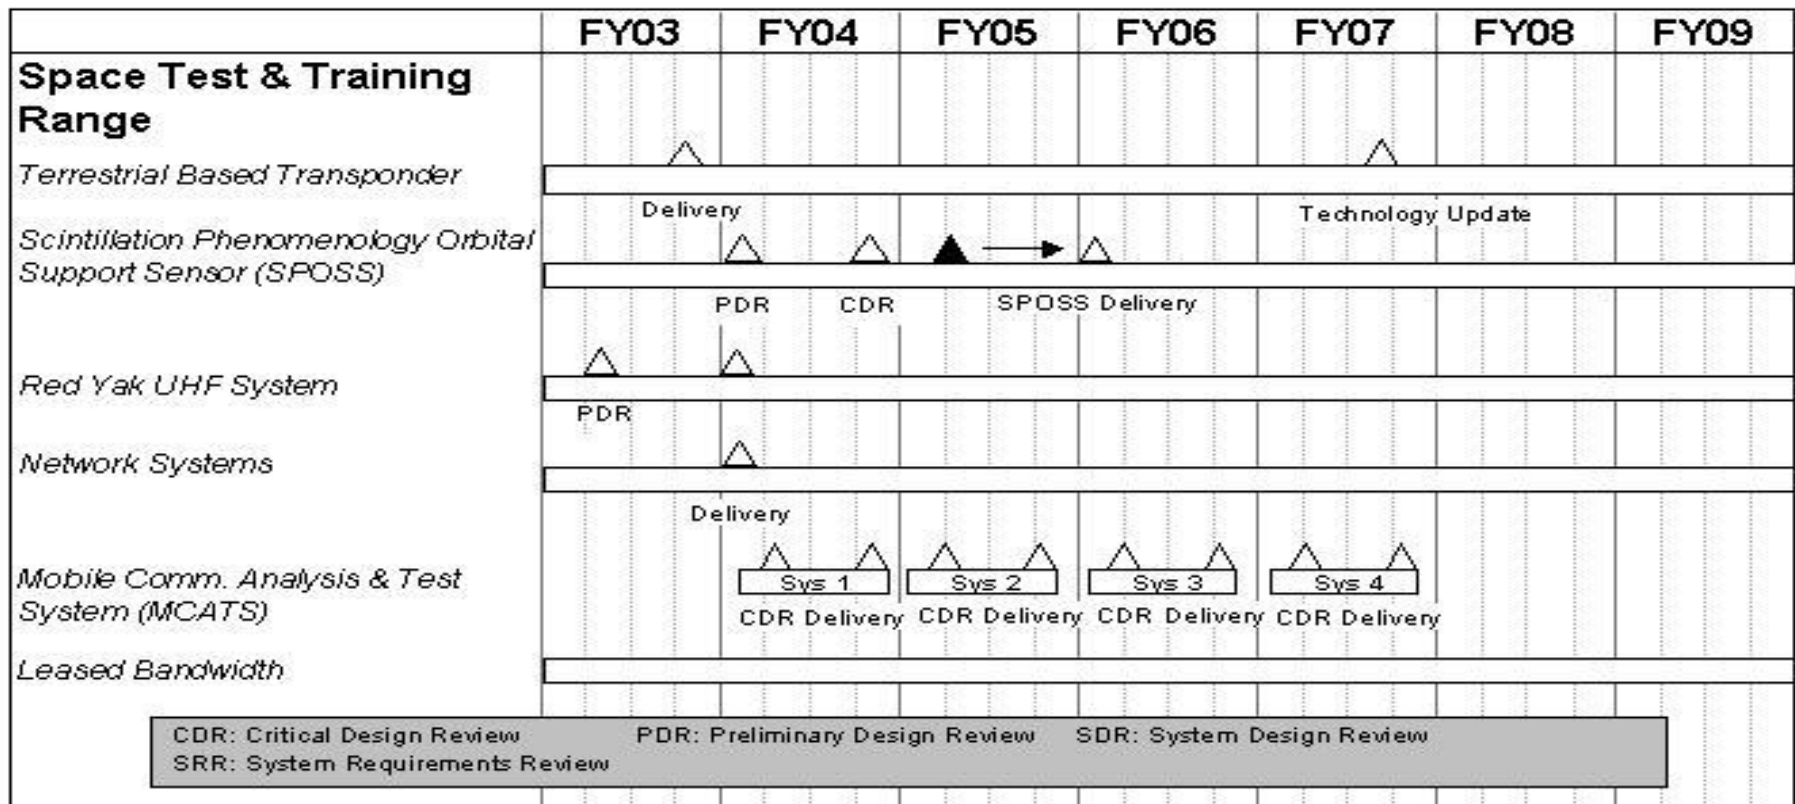 FY03 FY04 FY05 FY06 FY07 FY08 FY09
Space Test & Training
Range
Terrestrial Based Transponder
Delivery Technology Update
Scintillation Phenomenology Orbital
Support Sensor (SPOSS)
PDR CDR SPOSS Delivery
Red Yak UHF System
PDR
Network Systems
Delivery
Mobile Comm. Analysis & Test
System (MCATS)
Sys 1 Sys 2 Sys 3 Sys 4
CDR Delivery CDR Delivery CDR Delivery CDR Delivery
Leased Bandwidth
CDR: Critical Design Review PDR: Preliminary Design Review SDR: System Design Review
SRR: System Requirements Review